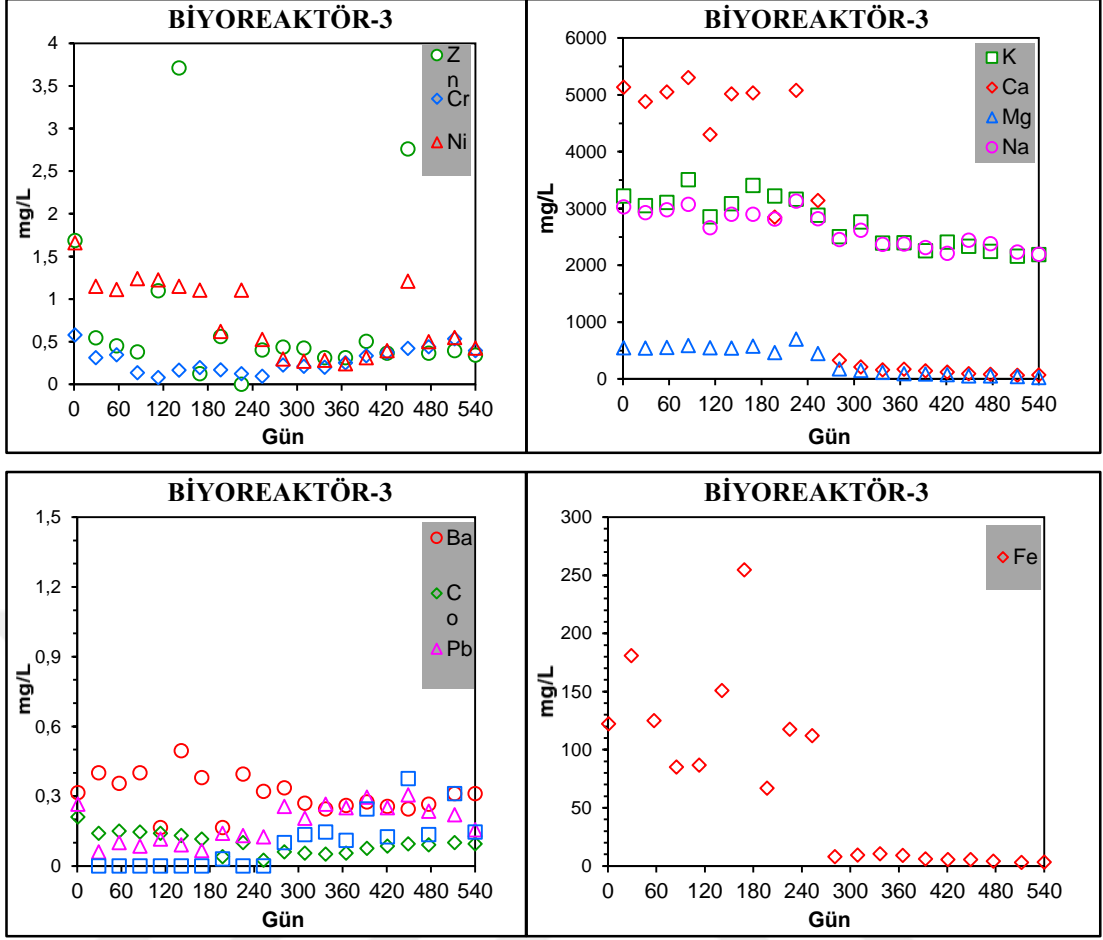 BİYOREAKTÖR-3
4
3,5
3
2,5
2
1,5
1
0,5
0
mg/L
0 60 120 180 240 300 360 420 480 540
Gün
Z
n
Cr
Ni
BİYOREAKTÖR-3
6000
5000
4000
3000
2000
1000
0
mg/L
0 60 120 180 240 300 360 420 480 540
Gün
K
Ca
Mg
Na
BİYOREAKTÖR-3
1,5
1,2
0,9
0,6
0,3
0
mg/L
0 60 120 180 240 300 360 420 480 540
Gün
Ba
C
o
Pb
BİYOREAKTÖR-3
300
250
200
150
100
50
0
mg/L
0 60 120 180 240 300 360 420 480 540
Gün
Fe